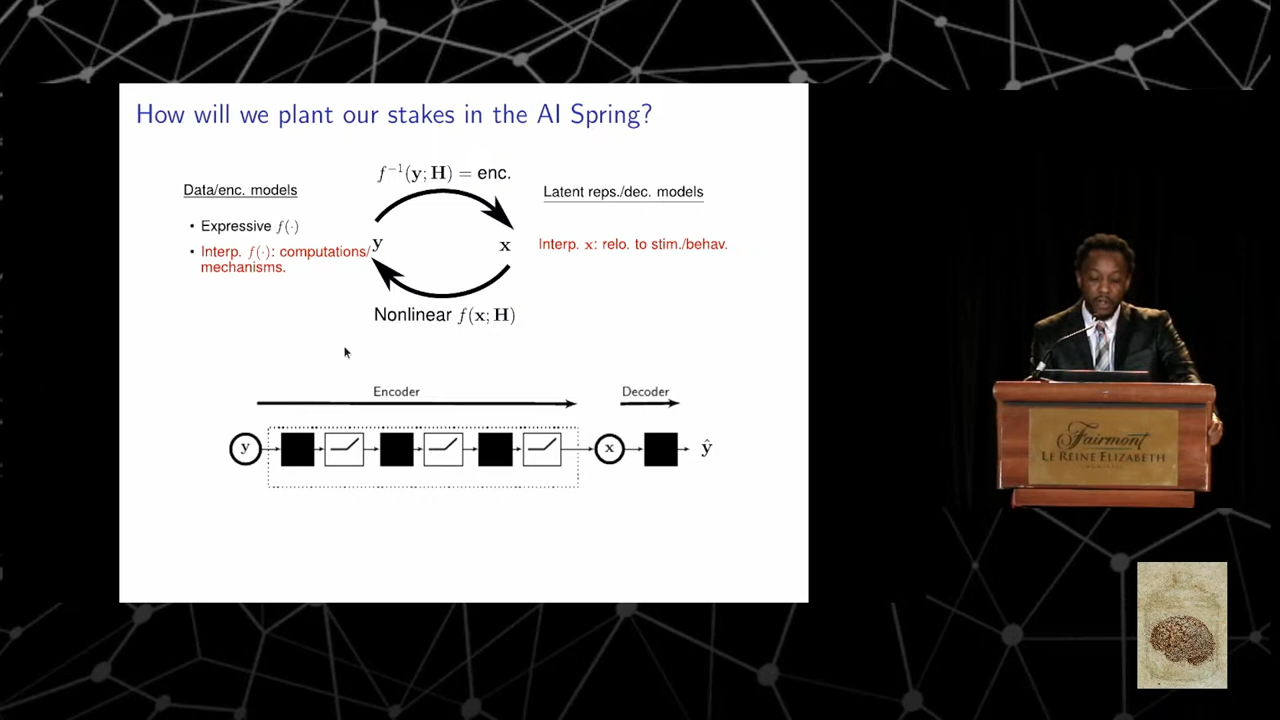 How will we plant our stakes in the AI Spring?
f⁻¹(y; H) = enc.
Data/enc. models
Latent reps./dec. models
• Expressive f(·)
• Interp. f(·): computations/
mechanisms.
y
x
Interp. x: relo. to stim./behav.
Nonlinear f(x; H)
Encoder
Decoder
y
x
ŷ
Fairmont
LE REINE ELIZABETH